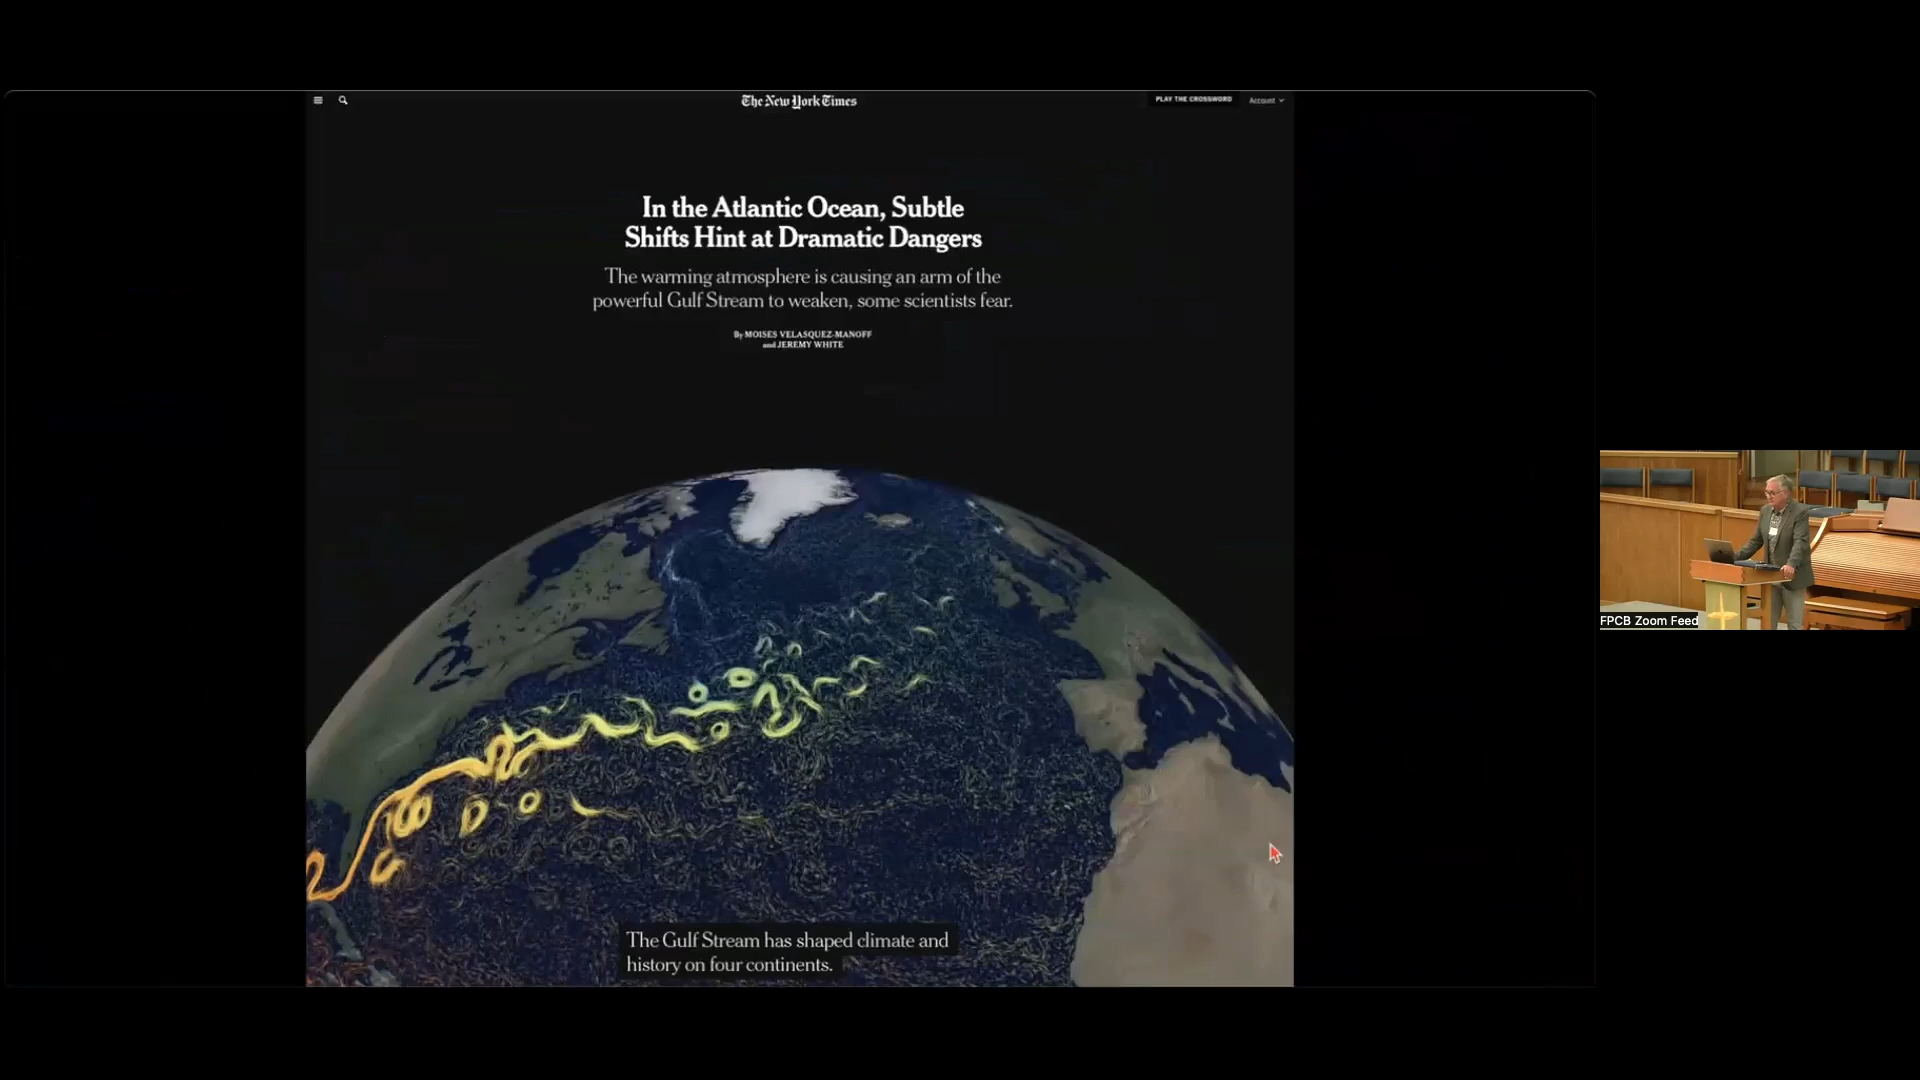 The New York Times
PLAY THE CROSSWORD
Account
In the Atlantic Ocean, Subtle
Shifts Hint at Dramatic Dangers
The warming atmosphere is causing an arm of the
powerful Gulf Stream to weaken, some scientists fear.
By MOISES VELASQUEZ-MANOFF
and JEREMY WHITE
The Gulf Stream has shaped climate and
history on four continents.
FPCB Zoom Feed